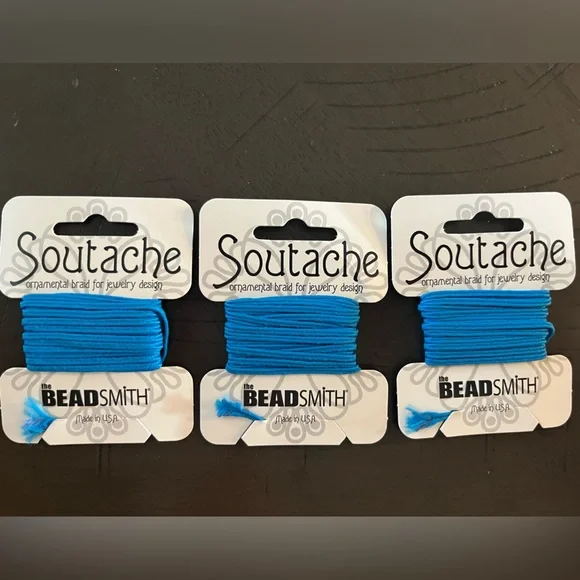 Soutache
ornamental braid for jewelry design
the BEADSMITH
Made in U.S.A.
Soutache
ornamental braid for jewelry design
the BEADSMITH
Made in U.S.A.
Soutache
ornamental braid for jewelry design
the BEADSMITH
Made in U.S.A.